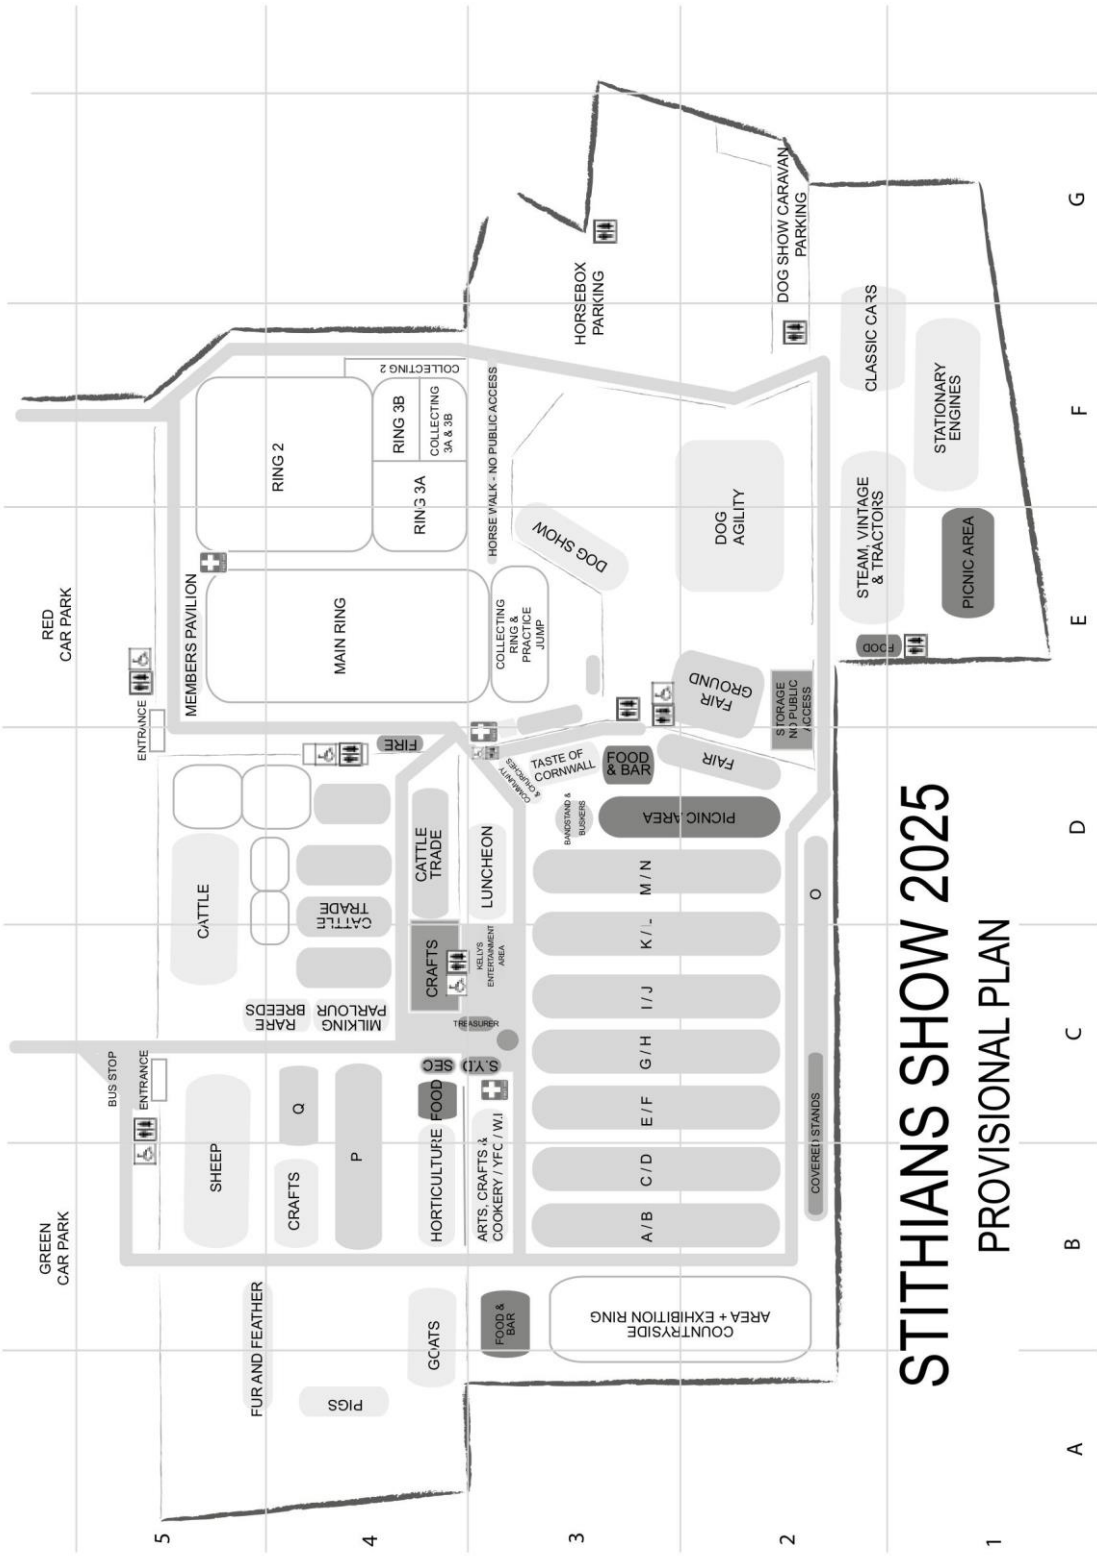 RED
CAR PARK
GREEN
CAR PARK
BUS STOP
ENTRANCE
ENTRANCE
5
4
3
2
1
A
B
C
D
E
F
G
MEMBERS PAVILION
MAIN RING
RING 2
RING 3A
RING 3B
COLLECTING
3A & 3B
COLLECTING 2
HORSE WALK - NO PUBLIC ACCESS
COLLECTING
RING &
PRACTICE
JUMP
HORSEBOX
PARKING
DOG SHOW CARAVAN
PARKING
DOG SHOW
DOG
AGILITY
CLASSIC CARS
STATIONARY
ENGINES
STEAM, VINTAGE
& TRACTORS
PICNIC AREA
FOOD
FAIR
GROUND
STORAGE
NO PUBLIC
ACCESS
FAIR
FOOD
& BAR
TASTE OF
CORNWALL
COMMUNITY
& CHURCHES
BANDSTAND &
BUSKERS
PICNIC AREA
FIRE
CATTLE
CATTLE
TRADE
CATTLE
TRADE
LUNCHEON
CRAFTS
KELLYS
ENTERTAINMENT
AREA
RARE
BREEDS
MILKING
PARLOUR
TREASURER
SEC
S.Y.D
SHEEP
Q
CRAFTS
P
HORTICULTURE
FOOD
ARTS, CRAFTS &
COOKERY / YFC / W.I
FUR AND FEATHER
PIGS
GOATS
FOOD &
BAR
COUNTRYSIDE
AREA + EXHIBITION RING
A / B
C / D
E / F
G / H
I / J
K / L
M / N
O
COVERED STANDS
STITHIANS SHOW 2025
PROVISIONAL PLAN